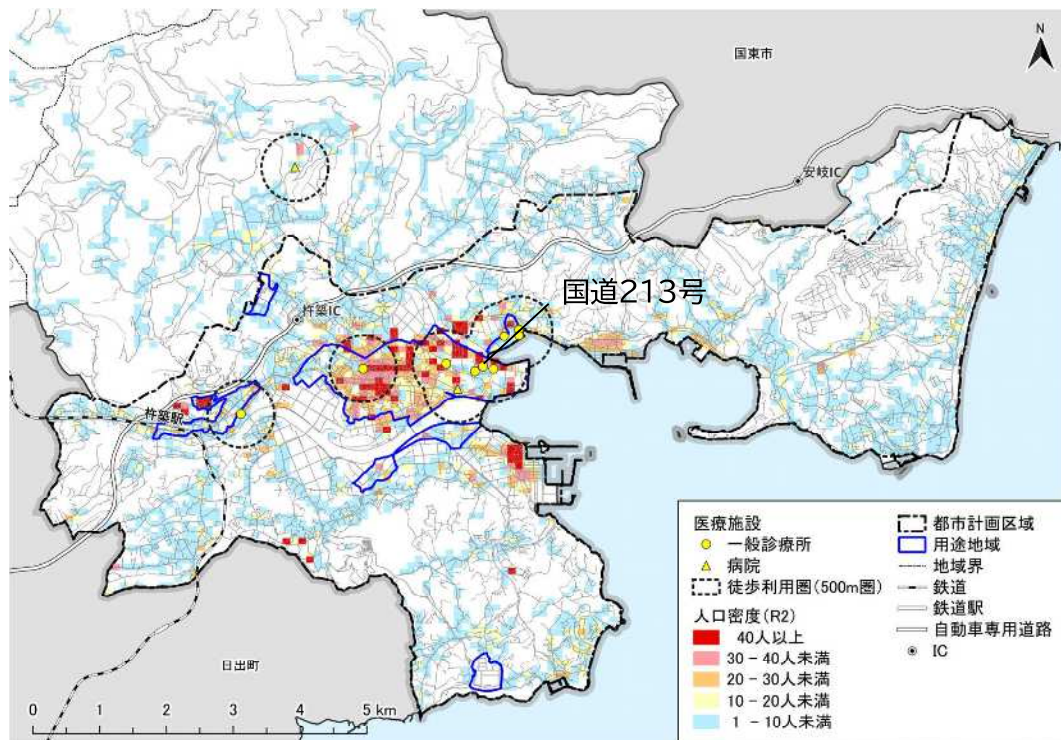 国東市
N
安岐IC
国道213号
杵築IC
杵築駅
日出町
0 1 2 3 4 5 km
医療施設
一般診療所
病院
徒歩利用圏(500m圏)
人口密度(R2)
40人以上
30 - 40人未満
20 - 30人未満
10 - 20人未満
1 - 10人未満
都市計画区域
用途地域
地域界
鉄道
鉄道駅
自動車専用道路
IC